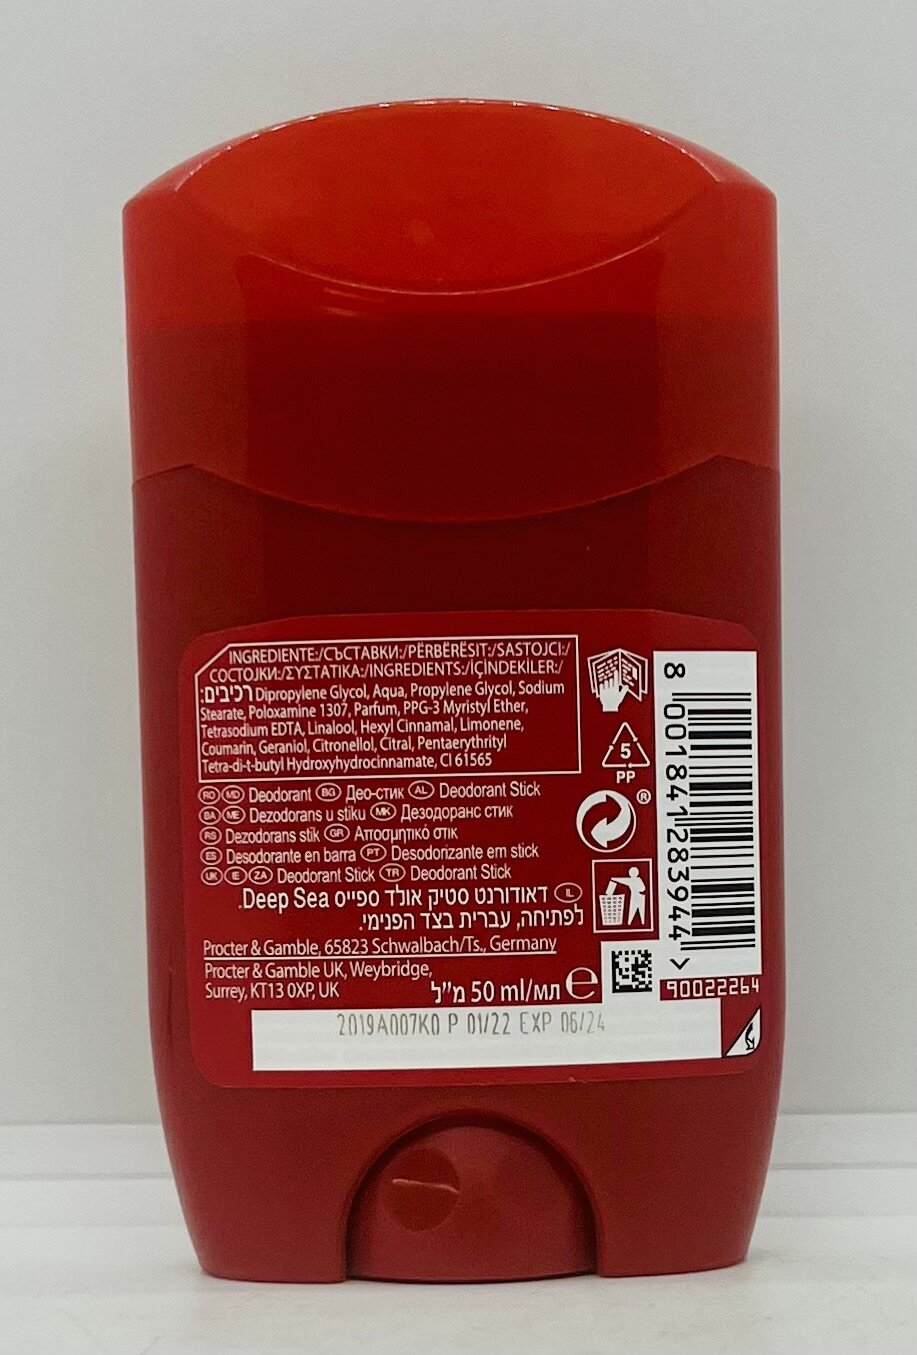 INGREDIENTE:/СЪСТАВКИ:/PËRBËRËSIT:/SASTOJCI:/
СОСТОЈКИ:/ΣΥΣΤΑΤΙΚΑ:/INGREDIENTS:/İÇİNDEKİLER:/
רכיבים: Dipropylene Glycol, Aqua, Propylene Glycol, Sodium
Stearate, Poloxamine 1307, Parfum, PPG-3 Myristyl Ether,
Tetrasodium EDTA, Linalool, Hexyl Cinnamal, Limonene,
Coumarin, Geraniol, Citronellol, Citral, Pentaerythrityl
Tetra-di-t-butyl Hydroxyhydrocinnamate, CI 61565
RO MD Deodorant BG Део-стик AL Deodorant Stick
BA ME Dezodorans u stiku MK Дезодоранс стик
RS Dezodorans stik GR Αποσμητικό στικ
ES Desodorante en barra PT Desodorizante em stick
UK IE ZA Deodorant Stick TR Deodorant Stick
IL דאודורנט סטיק אולד ספייס Deep Sea.
לפתיחה, עברית בצד הפנימי.
Procter & Gamble, 65823 Schwalbach/Ts., Germany
Procter & Gamble UK, Weybridge,
Surrey, KT13 0XP, UK
50 ml/мл מ"ל e
2019A007K0 P 01/22 EXP 06/24
5
PP
®
8 001841 283944 >
90022264